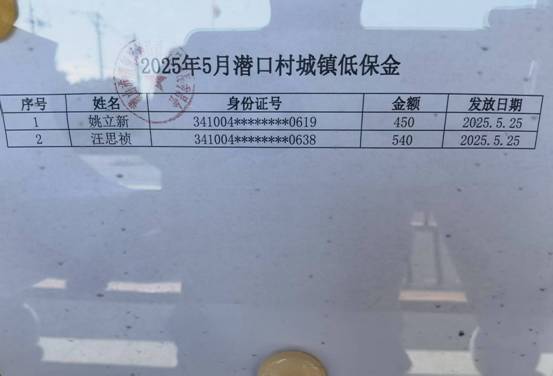 2025年5月潜口村城镇低保金
序号 姓名 身份证号 金额 发放日期
1 姚立新 341004********0619 450 2025.5.25
2 汪思祯 341004********0638 540 2025.5.25